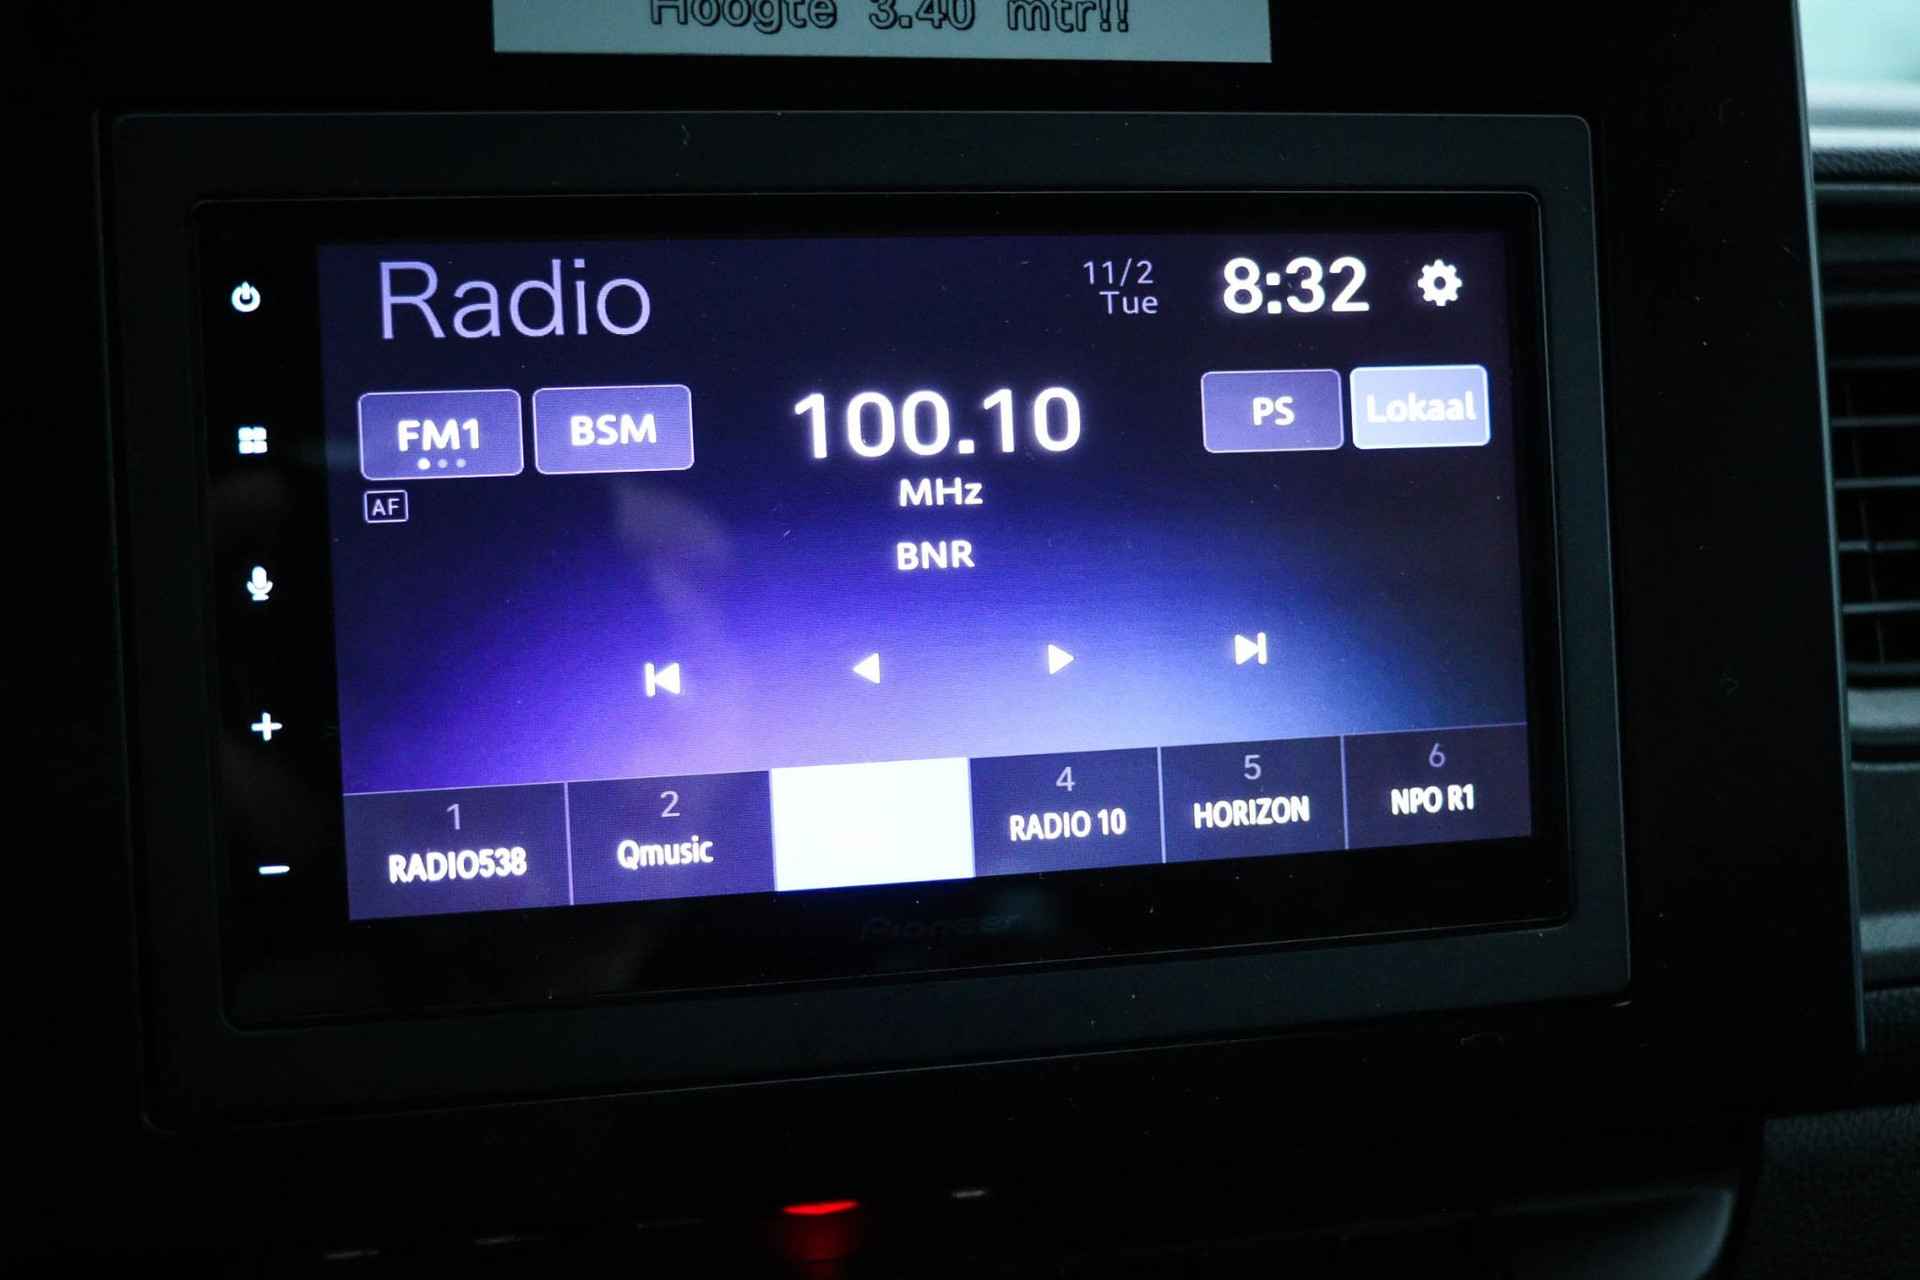 Hoogte 3.40 mtr!!
Radio
11/2
Tue
8:32
FM1
BSM
100.10
PS
Lokaal
AF
MHz
BNR
1
RADIO538
2
Qmusic
4
RADIO 10
5
HORIZON
6
NPO R1
Pioneer